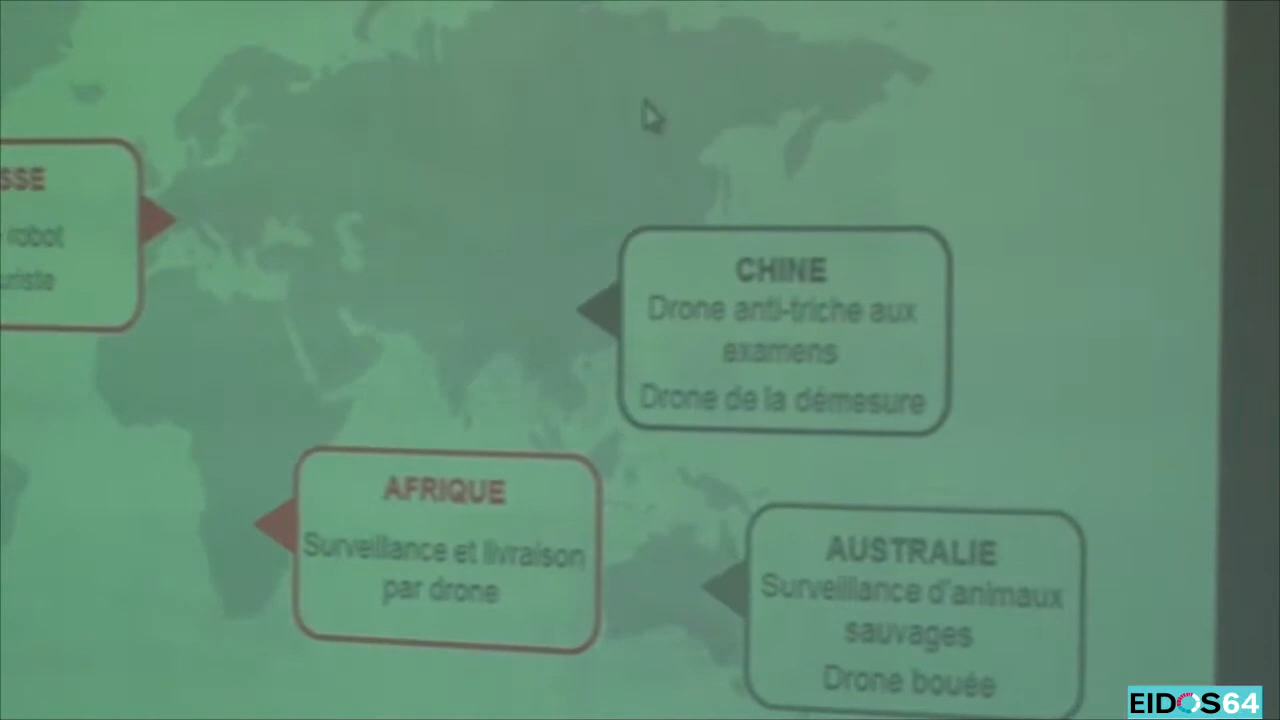 SSE
robot
uriste
CHINE
Drone anti-triche aux
examens
Drone de la démesure
AFRIQUE
Surveillance et livraison
par drone
AUSTRALIE
Surveillance d'animaux
sauvages
Drone bouée
EIDOS64